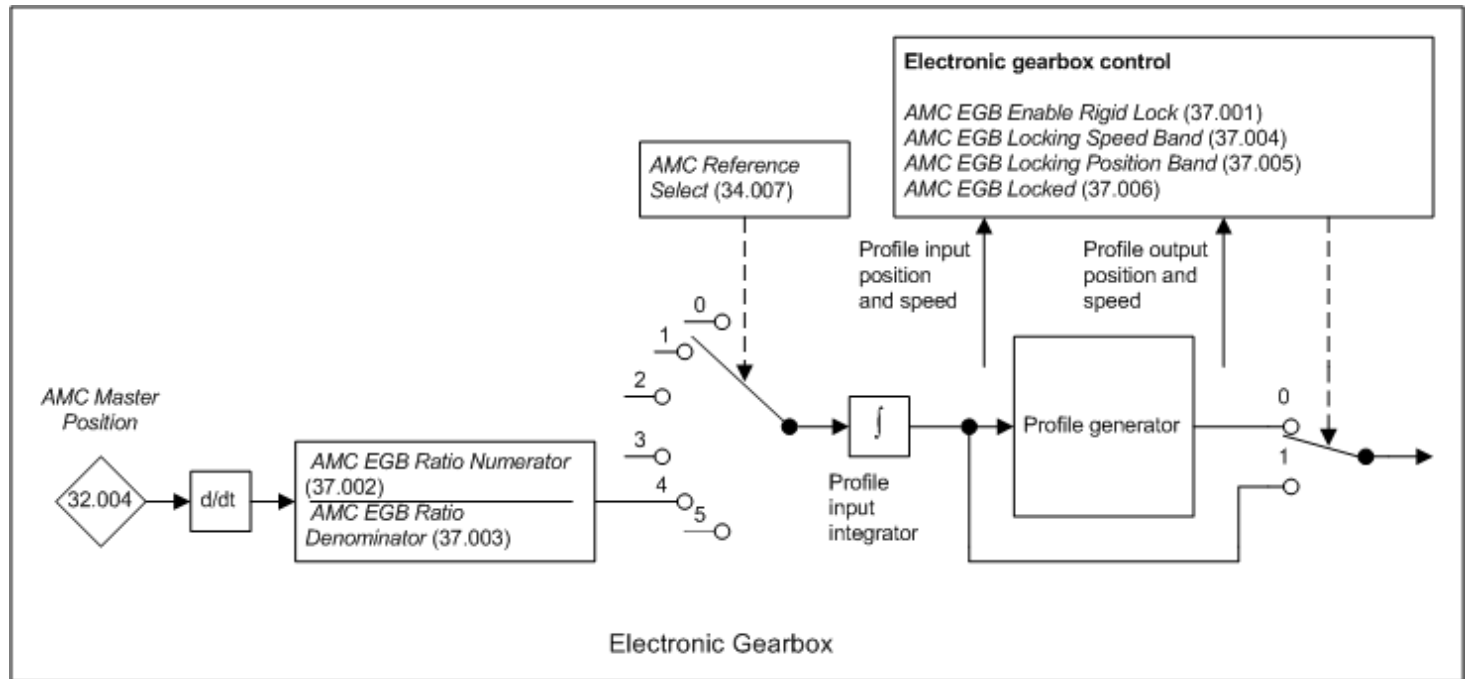 Electronic gearbox control
AMC EGB Enable Rigid Lock (37.001)
AMC EGB Locking Speed Band (37.004)
AMC EGB Locking Position Band (37.005)
AMC EGB Locked (37.006)
AMC Reference
Select (34.007)
Profile input
position
and speed
Profile output
position and
speed
0
1
2
3
4
5
AMC Master
Position
32.004
d/dt
AMC EGB Ratio Numerator
(37.002)
AMC EGB Ratio
Denominator (37.003)
∫
Profile
input
integrator
Profile generator
0
1
Electronic Gearbox